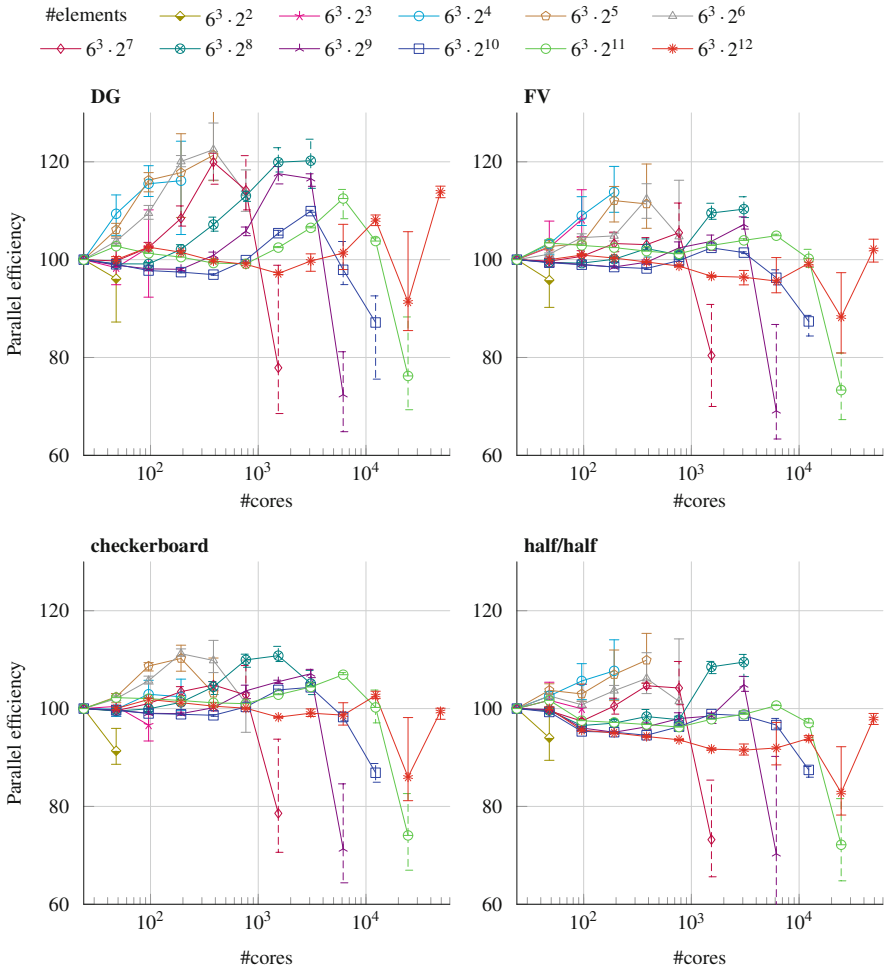 #elements 6³ · 2² 6³ · 2³ 6³ · 2⁴ 6³ · 2⁵ 6³ · 2⁶
6³ · 2⁷ 6³ · 2⁸ 6³ · 2⁹ 6³ · 2¹⁰ 6³ · 2¹¹ 6³ · 2¹²
DG
Parallel efficiency
120
100
80
60
10² 10³ 10⁴
#cores
FV
120
100
80
60
10² 10³ 10⁴
#cores
checkerboard
Parallel efficiency
120
100
80
60
10² 10³ 10⁴
#cores
half/half
120
100
80
60
10² 10³ 10⁴
#cores